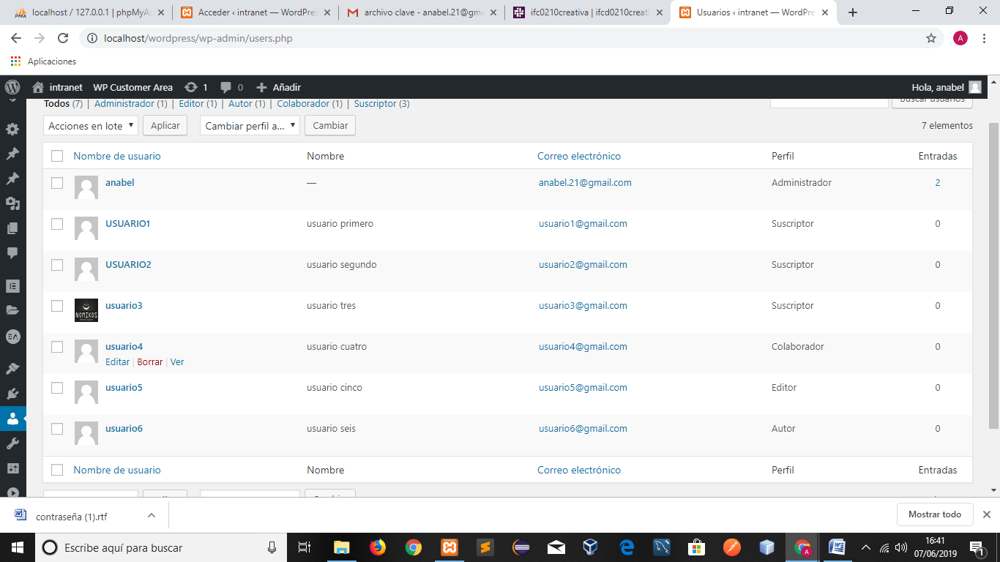 localhost / 127.0.0.1 | phpMyA
Acceder ‹ intranet — WordPres
archivo clave - anabel.21@gma
ifc0210creativa | ifcd0210creati
Usuarios ‹ intranet — WordPre
localhost/wordpress/wp-admin/users.php
A
Aplicaciones
intranet WP Customer Area 1 0 Añadir Hola, anabel
Todos (7) | Administrador (1) | Editor (1) | Autor (1) | Colaborador (1) | Suscriptor (3)
Buscar usuarios
Acciones en lote Aplicar Cambiar perfil a... Cambiar 7 elementos
Nombre de usuario Nombre Correo electrónico Perfil Entradas
anabel — anabel.21@gmail.com Administrador 2
USUARIO1 usuario primero usuario1@gmail.com Suscriptor 0
USUARIO2 usuario segundo usuario2@gmail.com Suscriptor 0
NOMIKOS
usuario3 usuario tres usuario3@gmail.com Suscriptor 0
usuario4 usuario cuatro usuario4@gmail.com Colaborador 0
Editar | Borrar | Ver
usuario5 usuario cinco usuario5@gmail.com Editor 0
usuario6 usuario seis usuario6@gmail.com Autor 0
Nombre de usuario Nombre Correo electrónico Perfil Entradas
contraseña (1).rtf
Mostrar todo
Escribe aquí para buscar
16:41
07/06/2019
1